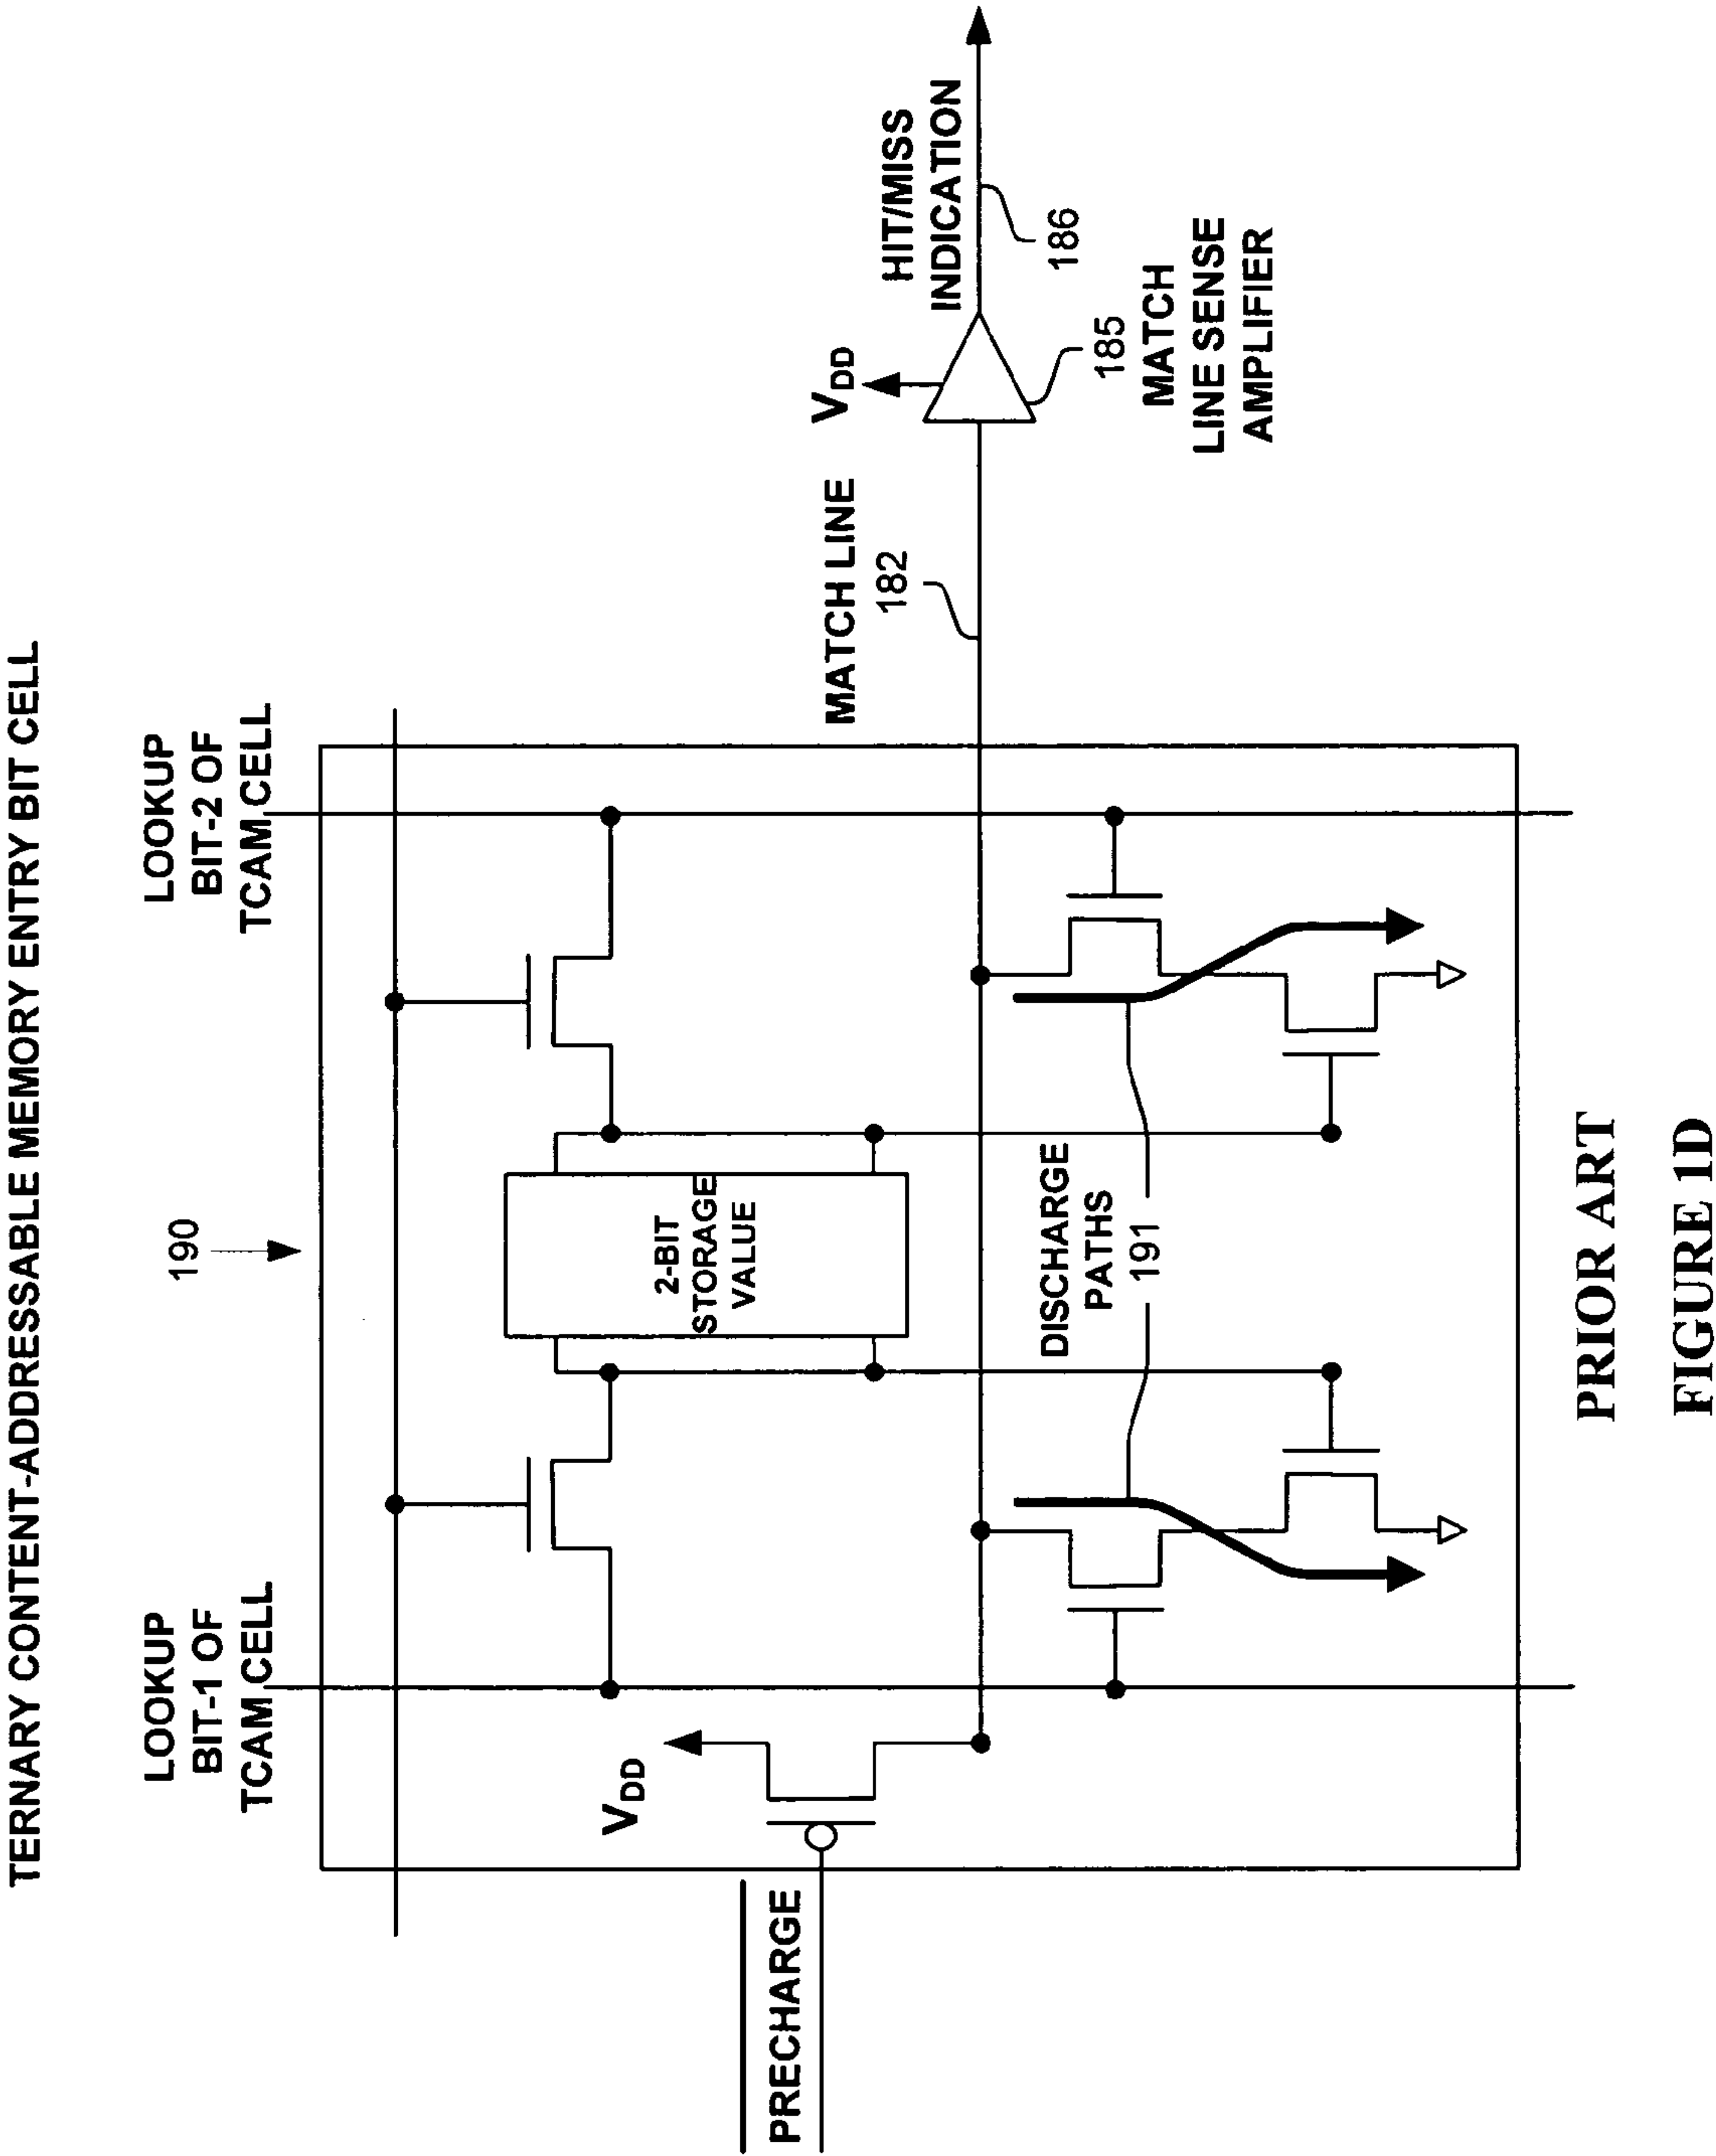 TERNARY CONTENT-ADDRESSABLE MEMORY ENTRY BIT CELL
190
LOOKUP
BIT-1 OF
TCAM CELL
LOOKUP
BIT-2 OF
TCAM CELL
PRECHARGE
VDD
2-BIT
STORAGE
VALUE
MATCH LINE
182
VDD
HIT/MISS
INDICATION
186
185
MATCH
LINE SENSE
AMPLIFIER
DISCHARGE
PATHS
191
PRIOR ART
FIGURE 1D